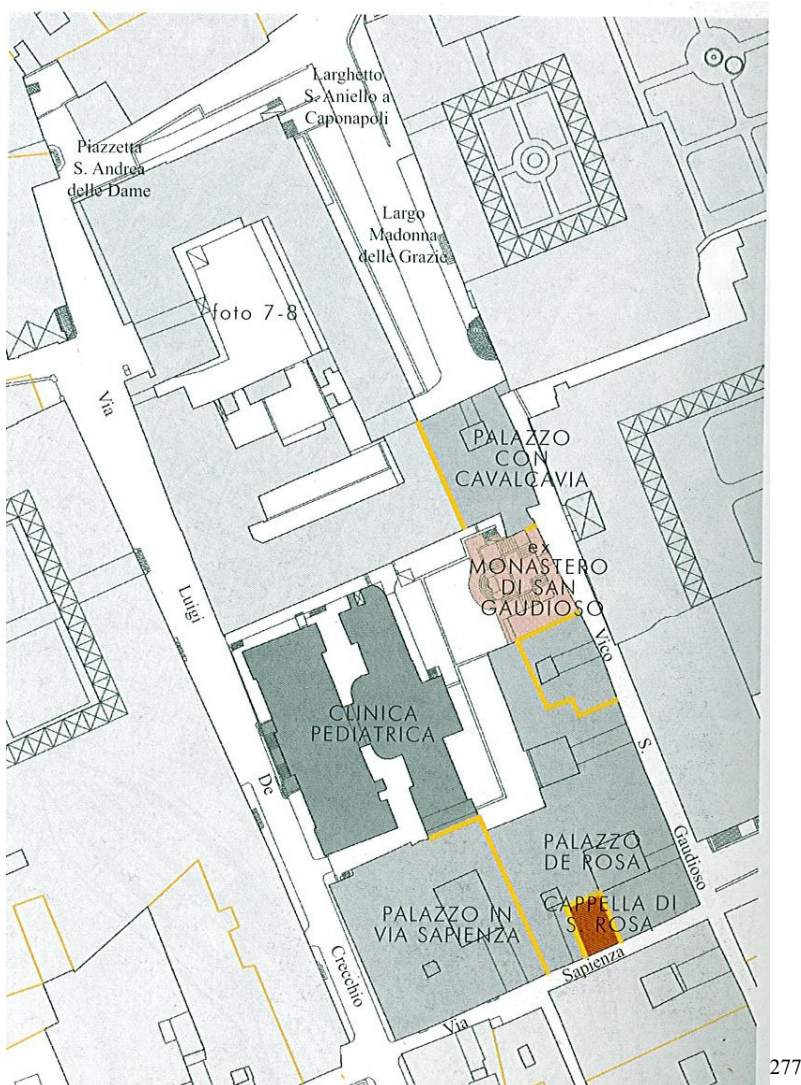 Larghetto
S. Aniello a
Caponapoli
Piazzetta
S. Andrea
delle Dame
Largo
Madonna
delle Grazie
foto 7-8
Via
Luigi
De
Crecchio
PALAZZO
CON
CAVALCAVIA
ex
MONASTERO
DI SAN
GAUDIOSO
Vico
S.
Gaudioso
CLINICA
PEDIATRICA
PALAZZO
DE ROSA
CAPPELLA DI
S. ROSA
PALAZZO IN
VIA SAPIENZA
Via
Sapienza
277